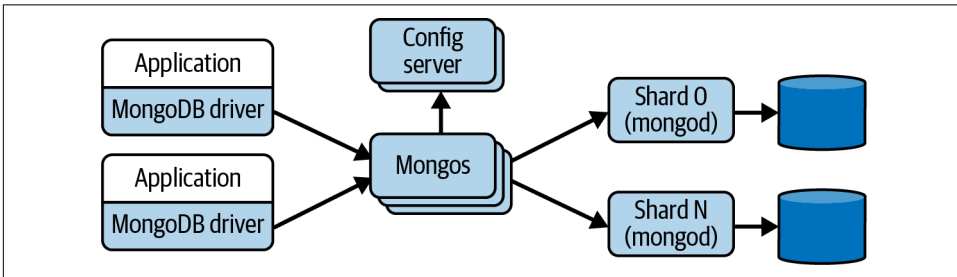 Application
MongoDB driver
Application
MongoDB driver
Config
server
Mongos
Shard 0
(mongod)
Shard N
(mongod)